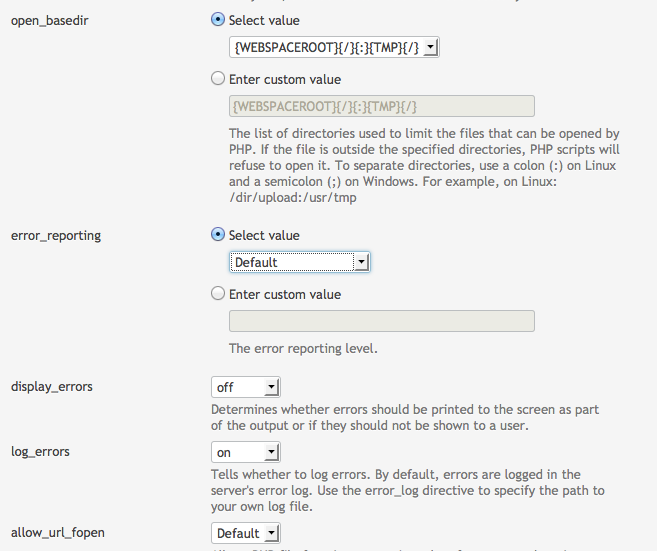 open_basedir
Select value
{WEBSPACEROOT}{/}{:}{TMP}{/}
Enter custom value
{WEBSPACEROOT}{/}{:}{TMP}{/}
The list of directories used to limit the files that can be opened by
PHP. If the file is outside the specified directories, PHP scripts will
refuse to open it. To separate directories, use a colon (:) on Linux
and a semicolon (;) on Windows. For example, on Linux:
/dir/upload:/usr/tmp
error_reporting
Select value
Default
Enter custom value
The error reporting level.
display_errors
off
Determines whether errors should be printed to the screen as part
of the output or if they should not be shown to a user.
log_errors
on
Tells whether to log errors. By default, errors are logged in the
server's error log. Use the error_log directive to specify the path to
your own log file.
allow_url_fopen
Default